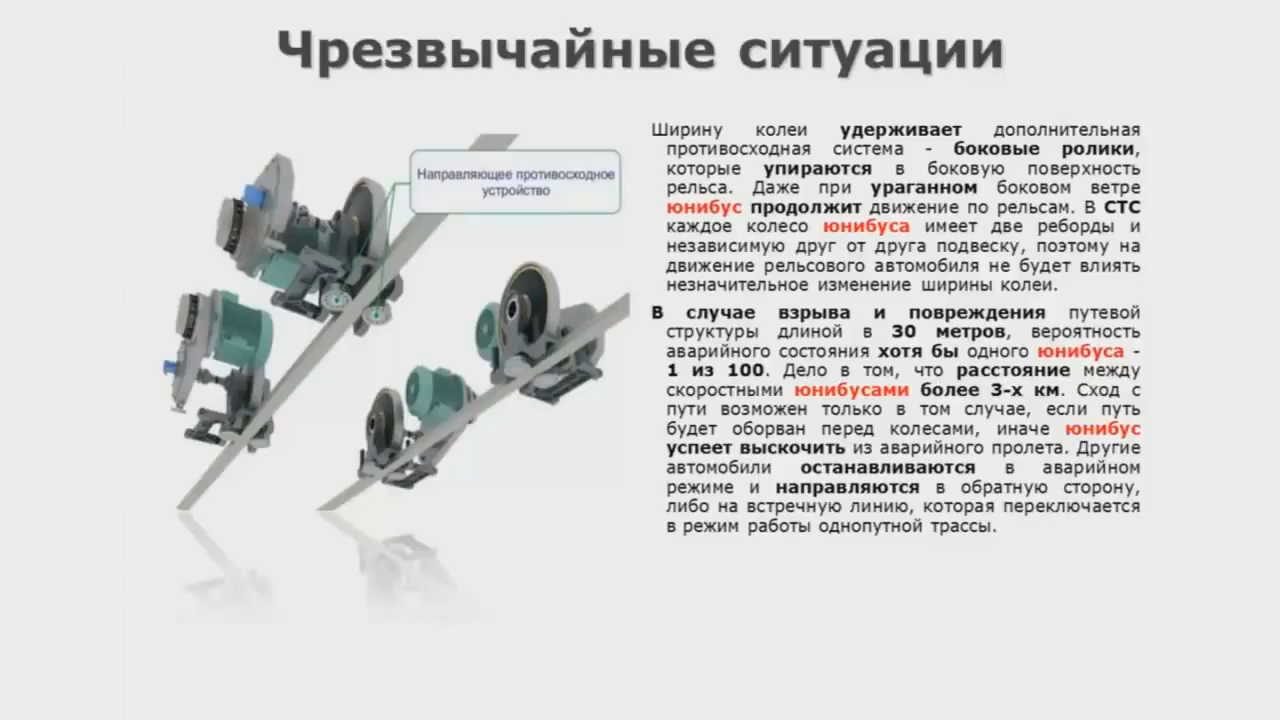 Чрезвычайные ситуации
Направляющее противосходное
устройство
Ширину колеи удерживает дополнительная
противосходная система - боковые ролики,
которые упираются в боковую поверхность
рельса. Даже при ураганном боковом ветре
юнибус продолжит движение по рельсам. В СТС
каждое колесо юнибуса имеет две реборды и
независимую друг от друга подвеску, поэтому на
движение рельсового автомобиля не будет влиять
незначительное изменение ширины колеи.
В случае взрыва и повреждения путевой
структуры длиной в 30 метров, вероятность
аварийного состояния хотя бы одного юнибуса -
1 из 100. Дело в том, что расстояние между
скоростными юнибусами более 3-х км. Сход с
пути возможен только в том случае, если путь
будет оборван перед колесами, иначе юнибус
успеет выскочить из аварийного пролета. Другие
автомобили останавливаются в аварийном
режиме и направляются в обратную сторону,
либо на встречную линию, которая переключается
в режим работы однопутной трассы.